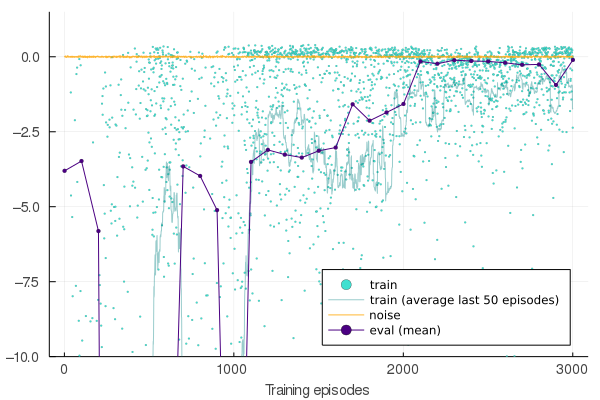 0.0
−2.5
−5.0
−7.5
−10.0
0
1000
2000
3000
Training episodes
train
train (average last 50 episodes)
noise
eval (mean)